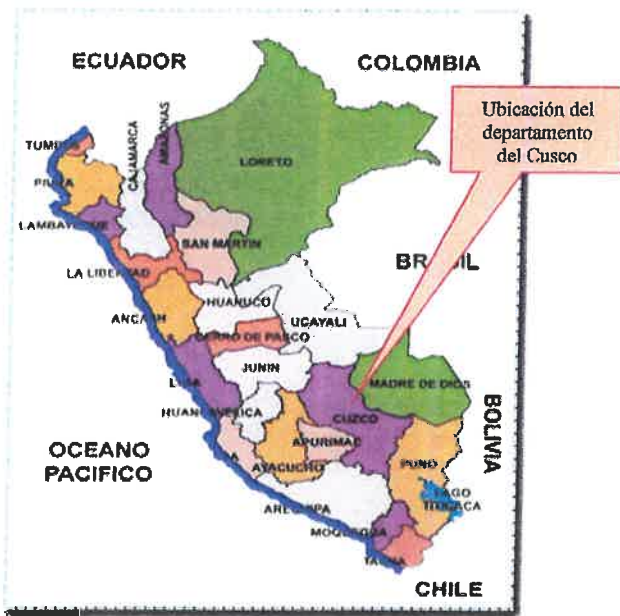 ECUADOR
COLOMBIA
Ubicación del
departamento
del Cusco
TUMBES
PIURA
CAJAMARCA
AMAZONAS
LORETO
LAMBAYEQUE
SAN MARTIN
LA LIBERTAD
BRASIL
HUANUCO
UCAYALI
ANCASH
CERRO DE PASCO
JUNIN
LIMA
MADRE DE DIOS
HUANCAVELICA
CUZCO
BOLIVIA
APURIMAC
OCEANO
PACIFICO
AYACUCHO
PUNO
LAGO
TITICACA
AREQUIPA
MOQUEGUA
TACNA
CHILE